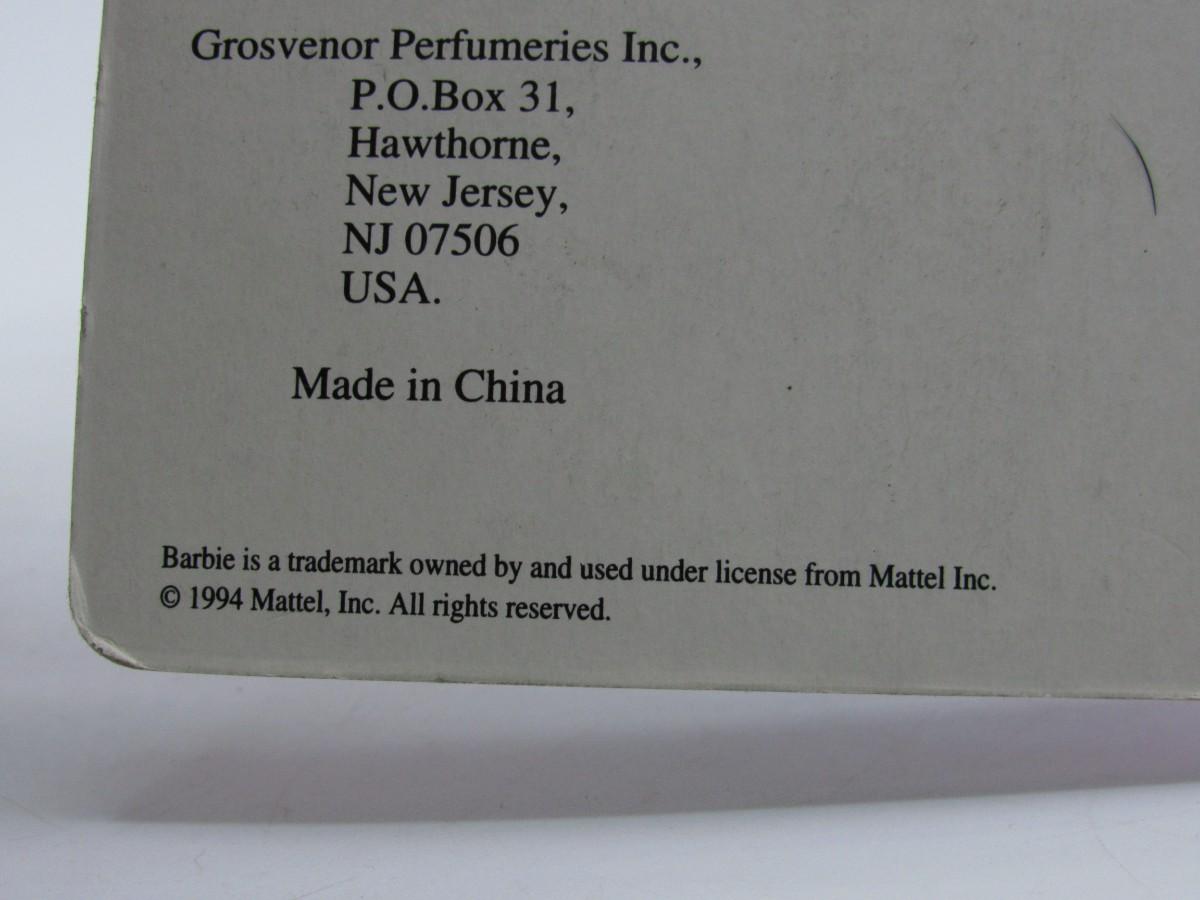 Grosvenor Perfumeries Inc.,
P.O.Box 31,
Hawthorne,
New Jersey,
NJ 07506
USA.
Made in China
Barbie is a trademark owned by and used under license from Mattel Inc.
© 1994 Mattel, Inc. All rights reserved.